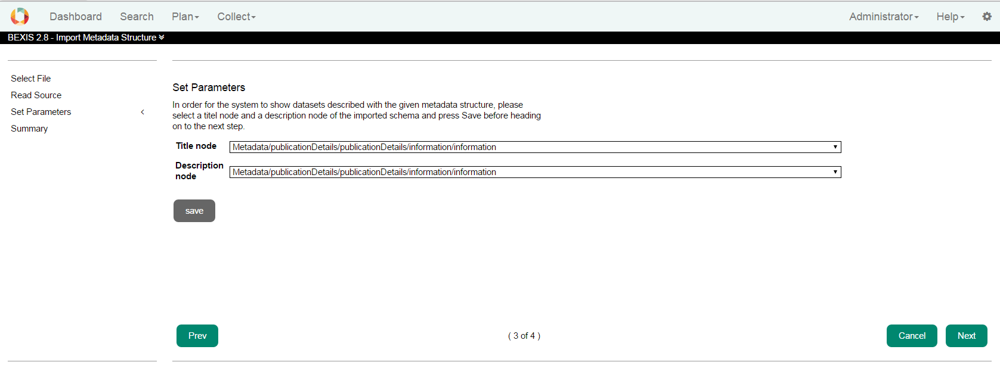 Dashboard Search Plan Collect Administrator Help
BEXIS 2.8 - Import Metadata Structure
Select File
Read Source
Set Parameters
Summary
Set Parameters
In order for the system to show datasets described with the given metadata structure, please
select a titel node and a description node of the imported schema and press Save before heading
on to the next step.
Title node Metadata/publicationDetails/publicationDetails/information/information
Description
node Metadata/publicationDetails/publicationDetails/information/information
save
Prev ( 3 of 4 ) Cancel Next